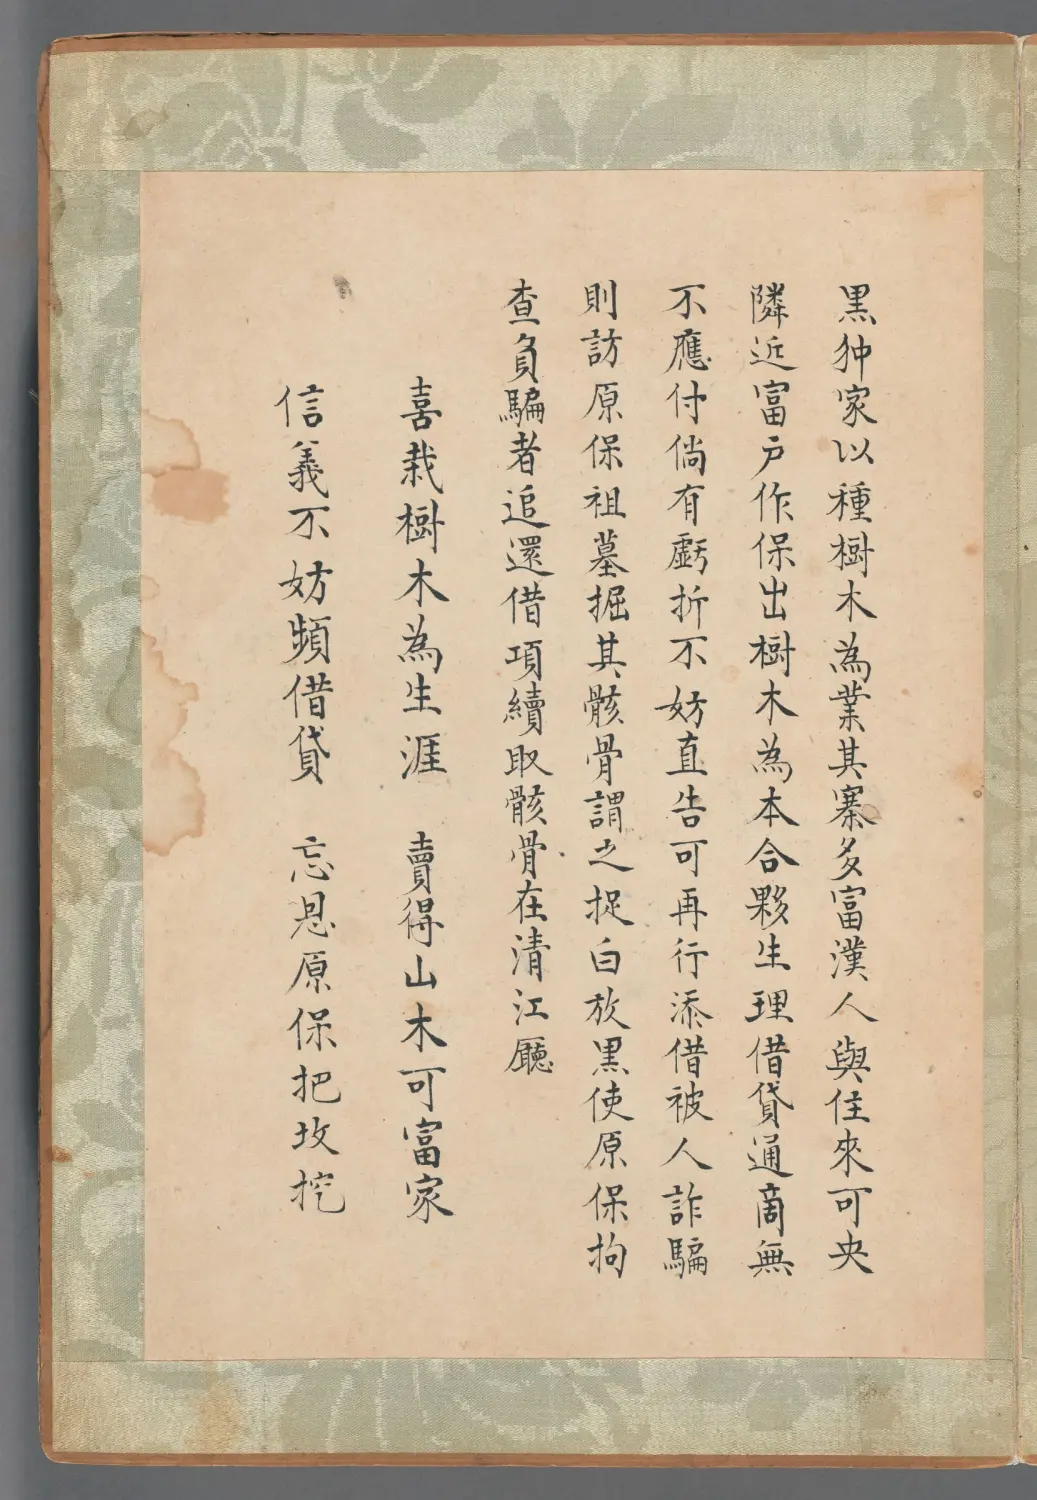 黒狆家以種樹木為業其寨多富漢人與往來可央
隣近富户作保出樹木為本合夥生理借貸通啇無
不應付倘有虧折不妨直告可再行添借被人詐騙
則訪原保祖墓掘其骸骨謂之捉白放黒使原保拘
查負騙者追還借項續取骸骨在清江廳
喜栽樹木為生涯　賣得山木可富家
信義不妨頻借貸　忘恩原保把坟挖